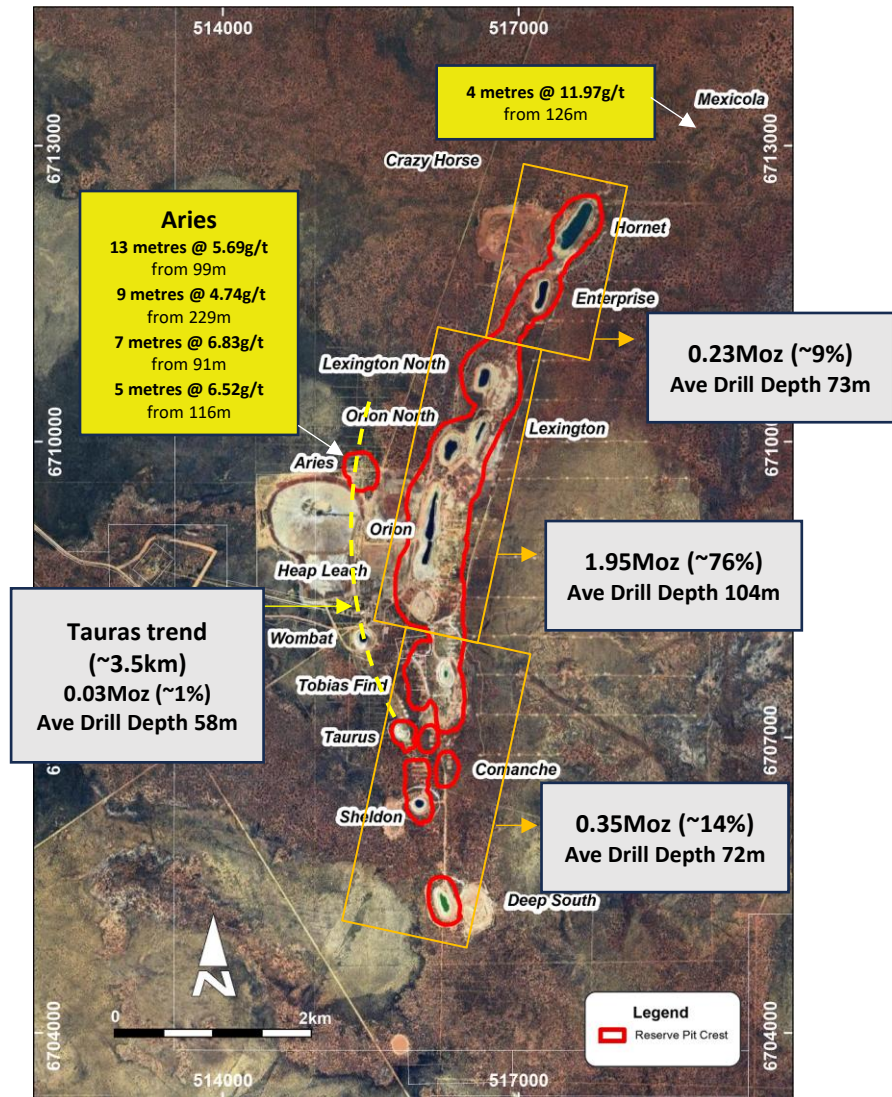 514000
517000
4 metres @ 11.97g/t
from 126m
Mexicola
6713000
6713000
Crazy Horse
Aries
13 metres @ 5.69g/t
from 99m
9 metres @ 4.74g/t
from 229m
7 metres @ 6.83g/t
from 91m
5 metres @ 6.52g/t
from 116m
Hornet
Enterprise
0.23Moz (~9%)
Ave Drill Depth 73m
Lexington North
Orion North
Lexington
6710000
6710000
Aries
Orion
Heap Leach
1.95Moz (~76%)
Ave Drill Depth 104m
Tauras trend
(~3.5km)
0.03Moz (~1%)
Ave Drill Depth 58m
Wombat
Tobias Find
Taurus
6707000
Comanche
Sheldon
0.35Moz (~14%)
Ave Drill Depth 72m
Deep South
N
0
2km
Legend
Reserve Pit Crest
6704000
6704000
514000
517000